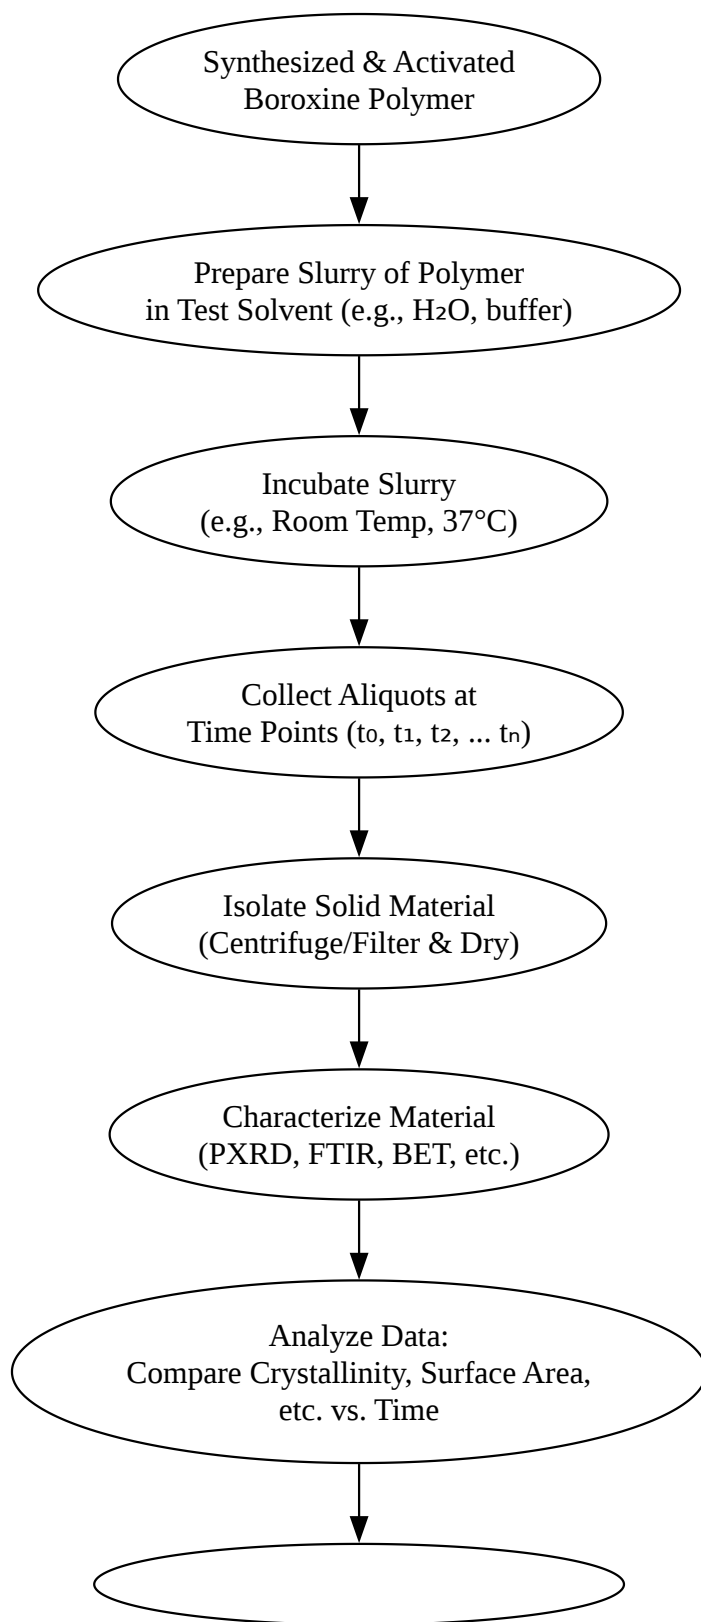 Synthesized & Activated
Boroxine Polymer
Prepare Slurry of Polymer
in Test Solvent (e.g., H₂O, buffer)
Incubate Slurry
(e.g., Room Temp, 37°C)
Collect Aliquots at
Time Points (t₀, t₁, t₂, ... tₙ)
Isolate Solid Material
(Centrifuge/Filter & Dry)
Characterize Material
(PXRD, FTIR, BET, etc.)
Analyze Data:
Compare Crystallinity, Surface Area,
etc. vs. Time